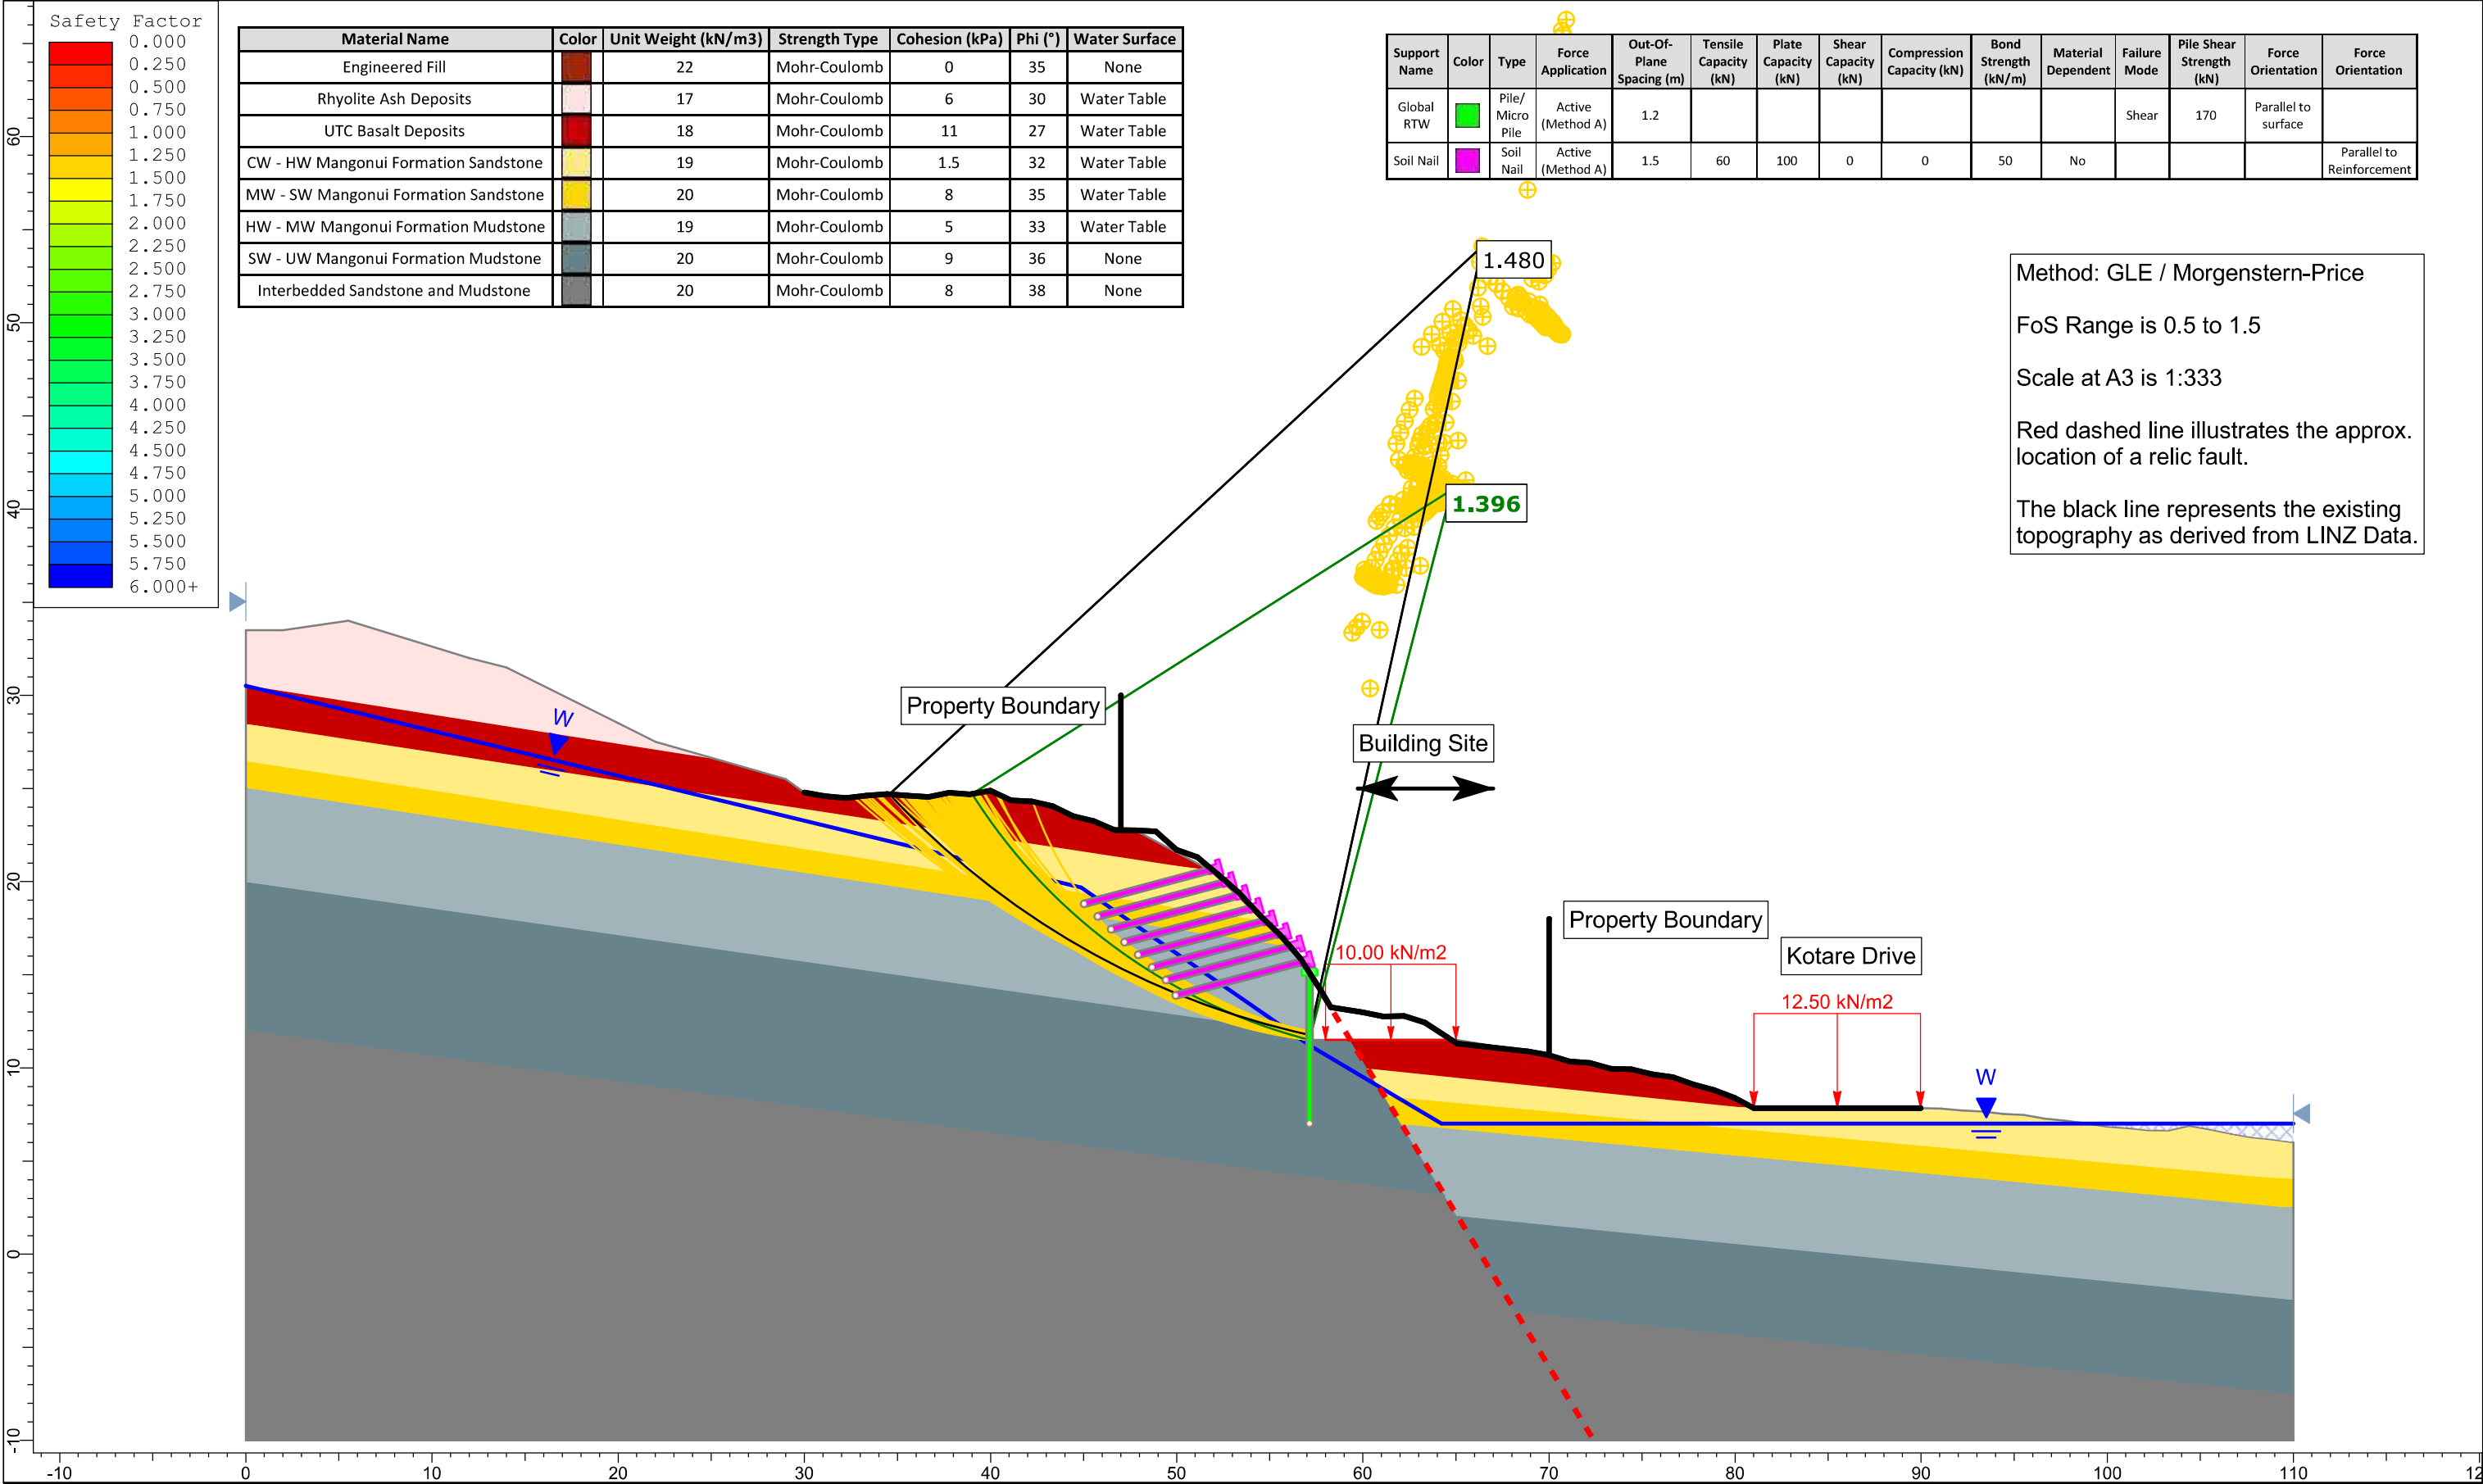 Safety Factor
0.000
0.250
0.500
0.750
1.000
1.250
1.500
1.750
2.000
2.250
2.500
2.750
3.000
3.250
3.500
3.750
4.000
4.250
4.500
4.750
5.000
5.250
5.500
5.750
6.000+
Material Name Color Unit Weight (kN/m3) Strength Type Cohesion (kPa) Phi (°) Water Surface
Engineered Fill 22 Mohr-Coulomb 0 35 None
Rhyolite Ash Deposits 17 Mohr-Coulomb 6 30 Water Table
UTC Basalt Deposits 18 Mohr-Coulomb 11 27 Water Table
CW - HW Mangonui Formation Sandstone 19 Mohr-Coulomb 1.5 32 Water Table
MW - SW Mangonui Formation Sandstone 20 Mohr-Coulomb 8 35 Water Table
HW - MW Mangonui Formation Mudstone 19 Mohr-Coulomb 5 33 Water Table
SW - UW Mangonui Formation Mudstone 20 Mohr-Coulomb 9 36 None
Interbedded Sandstone and Mudstone 20 Mohr-Coulomb 8 38 None
Support Name Color Type Force Application Out-Of-Plane Spacing (m) Tensile Capacity (kN) Plate Capacity (kN) Shear Capacity (kN) Compression Capacity (kN) Bond Strength (kN/m) Material Dependent Failure Mode Pile Shear Strength (kN) Force Orientation Force Orientation
Global RTW Pile/ Micro Pile Active (Method A) 1.2 Shear 170 Parallel to surface
Soil Nail Soil Nail Active (Method A) 1.5 60 100 0 0 50 No Parallel to Reinforcement
Method: GLE / Morgenstern-Price
FoS Range is 0.5 to 1.5
Scale at A3 is 1:333
Red dashed line illustrates the approx.
location of a relic fault.
The black line represents the existing
topography as derived from LINZ Data.
1.480
1.396
Property Boundary
Building Site
W
Property Boundary
10.00 kN/m2
Kotare Drive
12.50 kN/m2
W
60
50
40
30
20
10
0
-10
-10 0 10 20 30 40 50 60 70 80 90 100 110